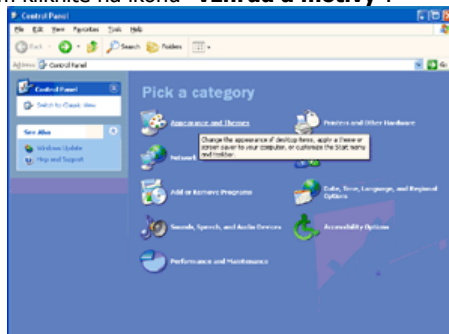 kliknite na ikonu "Vzhľad a motívy".
Control Panel
File Edit View Favorites Tools Help
Back Search Folders
Address Control Panel Go
Control Panel
Switch to Classic View
See Also
Windows Update
Help and Support
Pick a category
Appearance and Themes
Printers and Other Hardware
Change the appearance of desktop items, apply a theme or
screen saver to your computer, or customize the Start menu
and taskbar.
Network
Add or Remove Programs
Date, Time, Language, and Regional
Options
Sounds, Speech, and Audio Devices
Accessibility Options
Performance and Maintenance